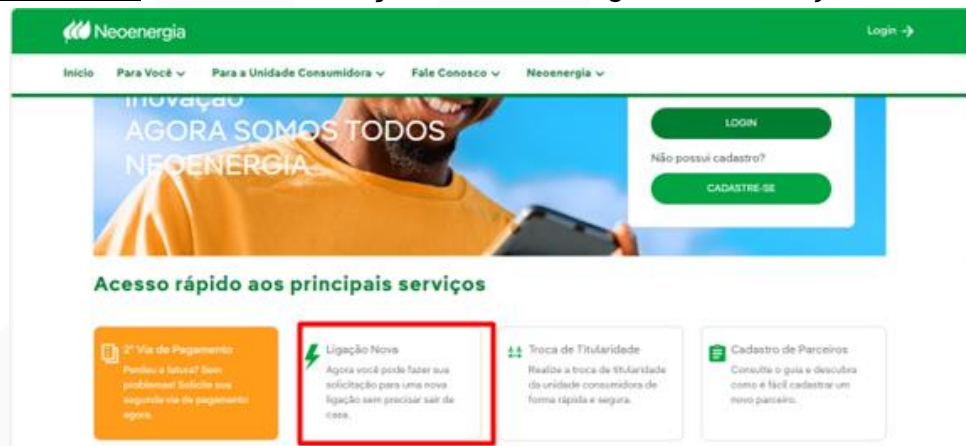 Neoenergia
Login →
Início Para Você Para a Unidade Consumidora Fale Conosco Neoenergia
Inovação
AGORA SOMOS TODOS
NEOENERGIA
LOGIN
Não possui cadastro?
CADASTRE-SE
Acesso rápido aos principais serviços
2ª Via de Pagamento
Perdeu a fatura? Sem
problemas! Solicite sua
segunda via de pagamento
agora.
Ligação Nova
Agora você pode fazer sua
solicitação para uma nova
ligação sem precisar sair de
casa.
Troca de Titularidade
Realize a troca de titularidade
da unidade consumidora de
forma rápida e segura.
Cadastro de Parceiros
Consulte o guia e descubra
como é fácil cadastrar um
novo parceiro.